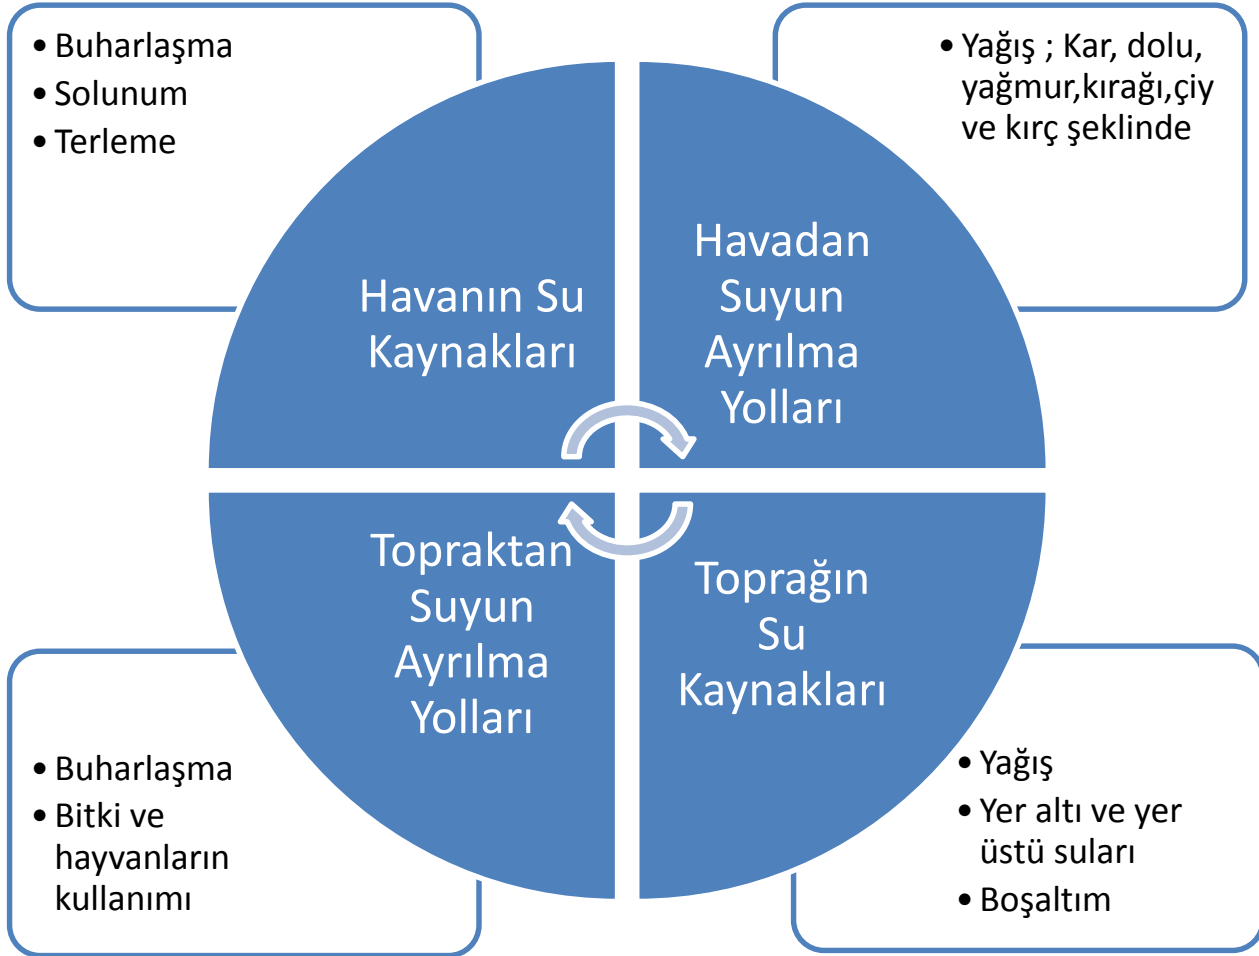 • Buharlaşma
• Solunum
• Terleme
• Yağış ; Kar, dolu,
yağmur,kırağı,çiy
ve kırç şeklinde
Havanın Su
Kaynakları
Havadan
Suyun
Ayrılma
Yolları
Topraktan
Suyun
Ayrılma
Yolları
Toprağın
Su
Kaynakları
• Buharlaşma
• Bitki ve
hayvanların
kullanımı
• Yağış
• Yer altı ve yer
üstü suları
• Boşaltım